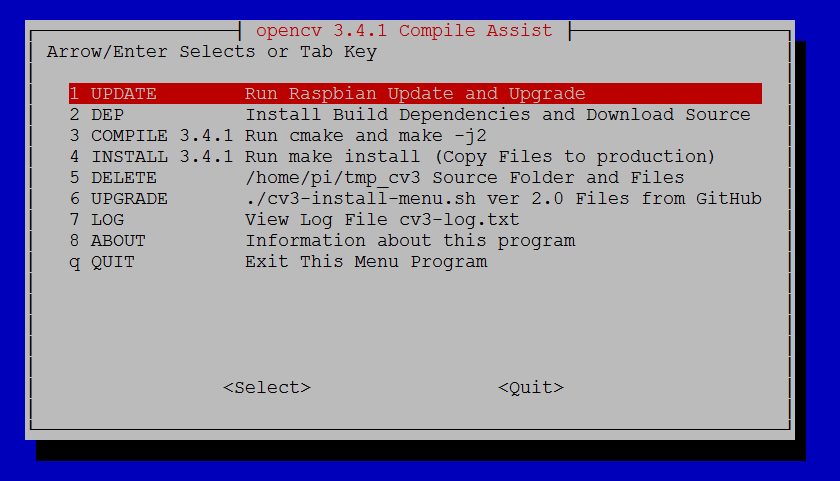 opencv 3.4.1 Compile Assist
Arrow/Enter Selects or Tab Key
1 UPDATE Run Raspbian Update and Upgrade
2 DEP Install Build Dependencies and Download Source
3 COMPILE 3.4.1 Run cmake and make -j2
4 INSTALL 3.4.1 Run make install (Copy Files to production)
5 DELETE /home/pi/tmp_cv3 Source Folder and Files
6 UPGRADE ./cv3-install-menu.sh ver 2.0 Files from GitHub
7 LOG View Log File cv3-log.txt
8 ABOUT Information about this program
q QUIT Exit This Menu Program
<Select> <Quit>